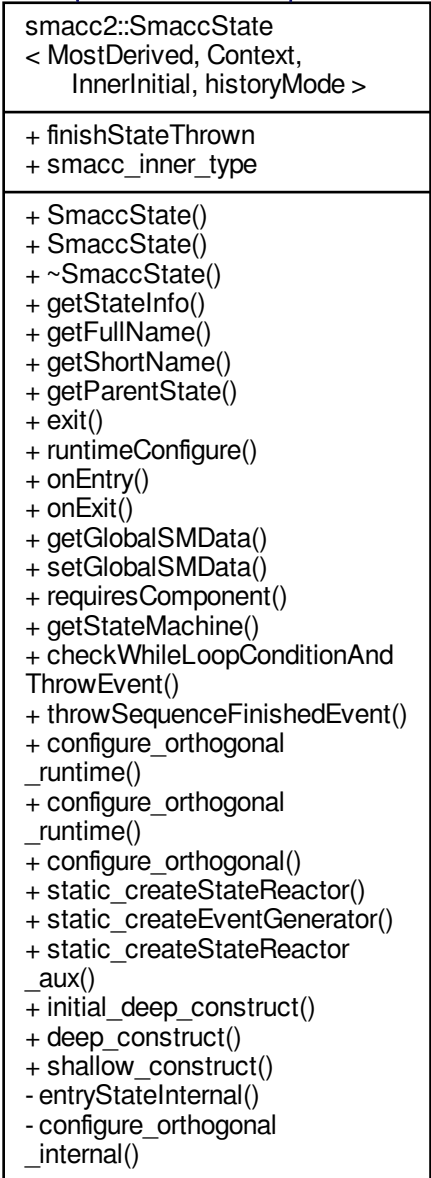 smacc2::SmaccState
< MostDerived, Context,
InnerInitial, historyMode >
+ finishStateThrown
+ smacc_inner_type
+ SmaccState()
+ SmaccState()
+ ~SmaccState()
+ getStateInfo()
+ getFullName()
+ getShortName()
+ getParentState()
+ exit()
+ runtimeConfigure()
+ onEntry()
+ onExit()
+ getGlobalSMData()
+ setGlobalSMData()
+ requiresComponent()
+ getStateMachine()
+ checkWhileLoopConditionAnd
ThrowEvent()
+ throwSequenceFinishedEvent()
+ configure_orthogonal
_runtime()
+ configure_orthogonal
_runtime()
+ configure_orthogonal()
+ static_createStateReactor()
+ static_createEventGenerator()
+ static_createStateReactor
_aux()
+ initial_deep_construct()
+ deep_construct()
+ shallow_construct()
- entryStateInternal()
- configure_orthogonal
_internal()